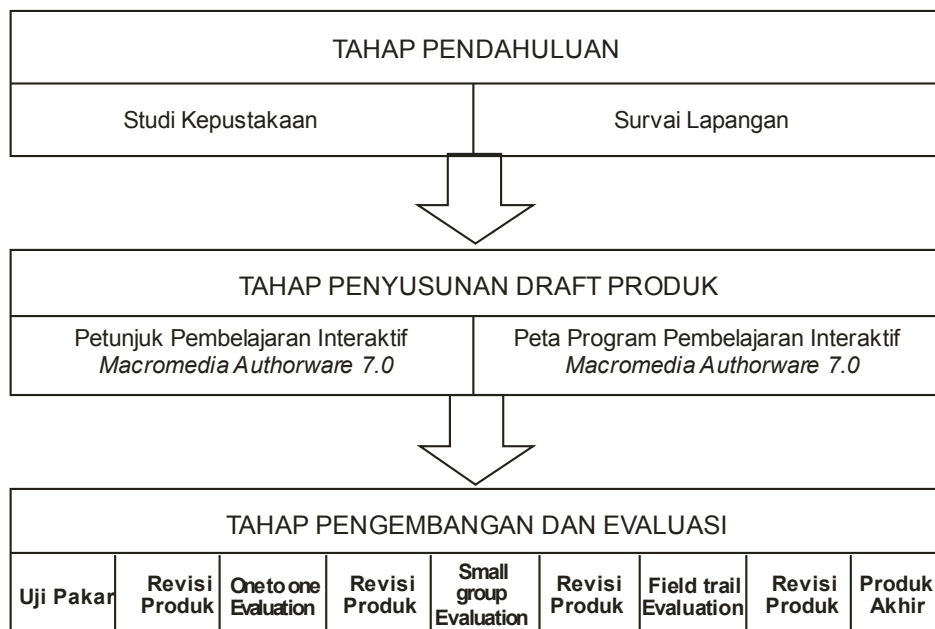 TAHAP PENDAHULUAN
Studi Kepustakaan
Survai Lapangan
TAHAP PENYUSUNAN DRAFT PRODUK
Petunjuk Pembelajaran Interaktif
Macromedia Authorware 7.0
Peta Program Pembelajaran Interaktif
Macromedia Authorware 7.0
TAHAP PENGEMBANGAN DAN EVALUASI
Uji Pakar
Revisi
Produk
One to one
Evaluation
Revisi
Produk
Small
group
Evaluation
Revisi
Produk
Field trail
Evaluation
Revisi
Produk
Produk
Akhir